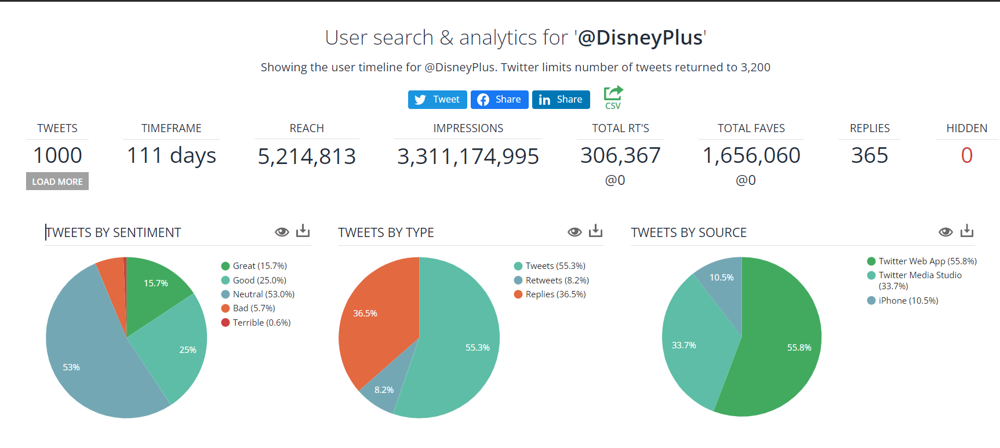 User search & analytics for '@DisneyPlus'
Showing the user timeline for @DisneyPlus. Twitter limits number of tweets returned to 3,200
Tweet Share Share CSV
TWEETS TIMEFRAME REACH IMPRESSIONS TOTAL RT'S TOTAL FAVES REPLIES HIDDEN
1000 111 days 5,214,813 3,311,174,995 306,367 1,656,060 365 0
LOAD MORE @0 @0
TWEETS BY SENTIMENT
Great (15.7%)
Good (25.0%)
Neutral (53.0%)
Bad (5.7%)
Terrible (0.6%)
15.7%
25%
53%
TWEETS BY TYPE
Tweets (55.3%)
Retweets (8.2%)
Replies (36.5%)
36.5%
55.3%
8.2%
TWEETS BY SOURCE
Twitter Web App (55.8%)
Twitter Media Studio
(33.7%)
iPhone (10.5%)
10.5%
33.7%
55.8%